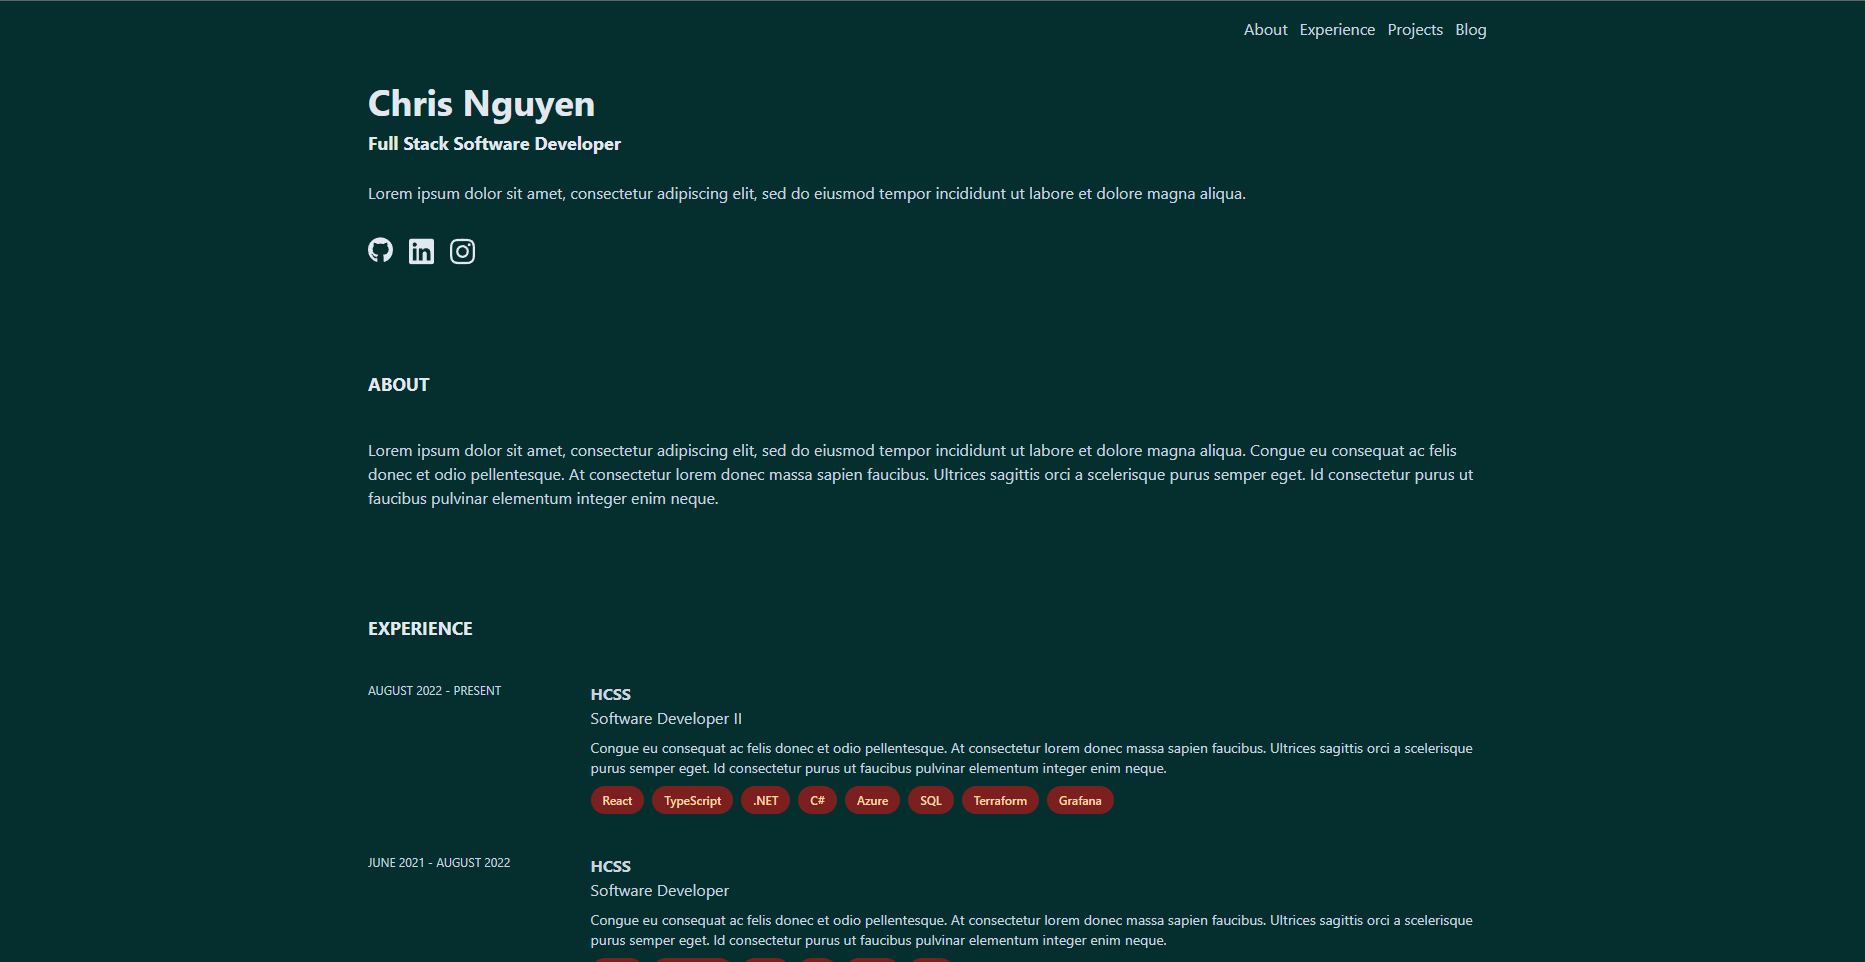 About Experience Projects Blog
Chris Nguyen
Full Stack Software Developer
Lorem ipsum dolor sit amet, consectetur adipiscing elit, sed do eiusmod tempor incididunt ut labore et dolore magna aliqua.
in
ABOUT
Lorem ipsum dolor sit amet, consectetur adipiscing elit, sed do eiusmod tempor incididunt ut labore et dolore magna aliqua. Congue eu consequat ac felis
donec et odio pellentesque. At consectetur lorem donec massa sapien faucibus. Ultrices sagittis orci a scelerisque purus semper eget. Id consectetur purus ut
faucibus pulvinar elementum integer enim neque.
EXPERIENCE
AUGUST 2022 - PRESENT
HCSS
Software Developer II
Congue eu consequat ac felis donec et odio pellentesque. At consectetur lorem donec massa sapien faucibus. Ultrices sagittis orci a scelerisque
purus semper eget. Id consectetur purus ut faucibus pulvinar elementum integer enim neque.
React TypeScript .NET C# Azure SQL Terraform Grafana
JUNE 2021 - AUGUST 2022
HCSS
Software Developer
Congue eu consequat ac felis donec et odio pellentesque. At consectetur lorem donec massa sapien faucibus. Ultrices sagittis orci a scelerisque
purus semper eget. Id consectetur purus ut faucibus pulvinar elementum integer enim neque.